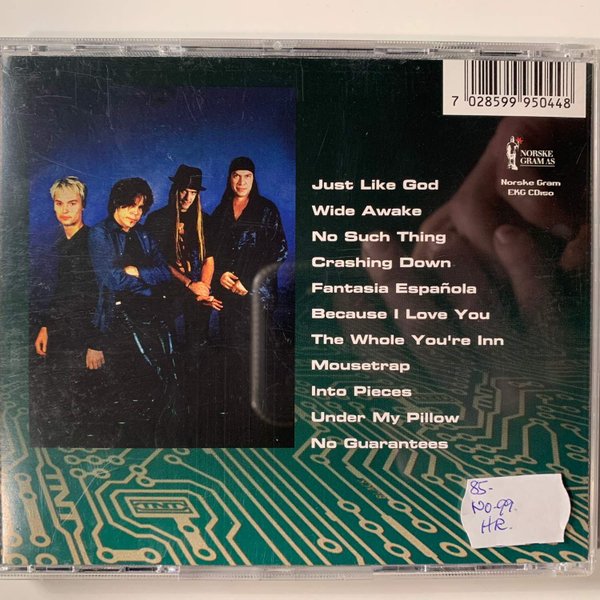 7 028599 950448
NORSKE
GRAM AS
Norske Gram
EKG CD150
Just Like God
Wide Awake
No Such Thing
Crashing Down
Fantasia Española
Because I Love You
The Whole You're Inn
Mousetrap
Into Pieces
Under My Pillow
No Guarantees
85-
NO-99.
HR.